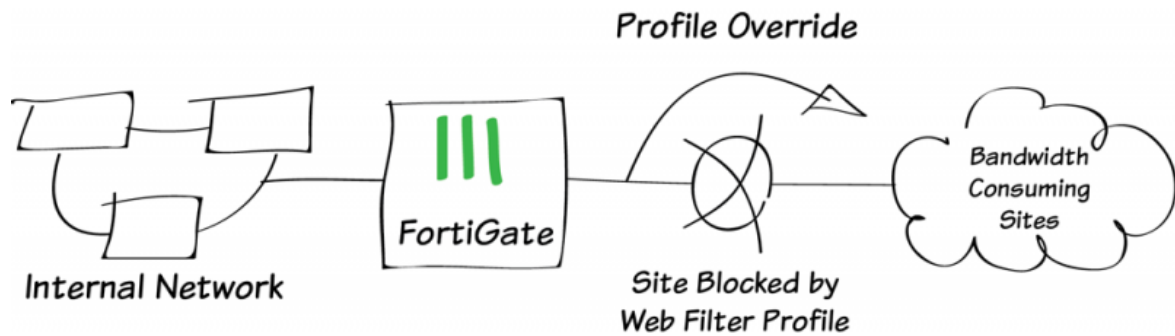 Profile Override
Internal Network
FortiGate
Site Blocked by
Web Filter Profile
Bandwidth
Consuming
Sites